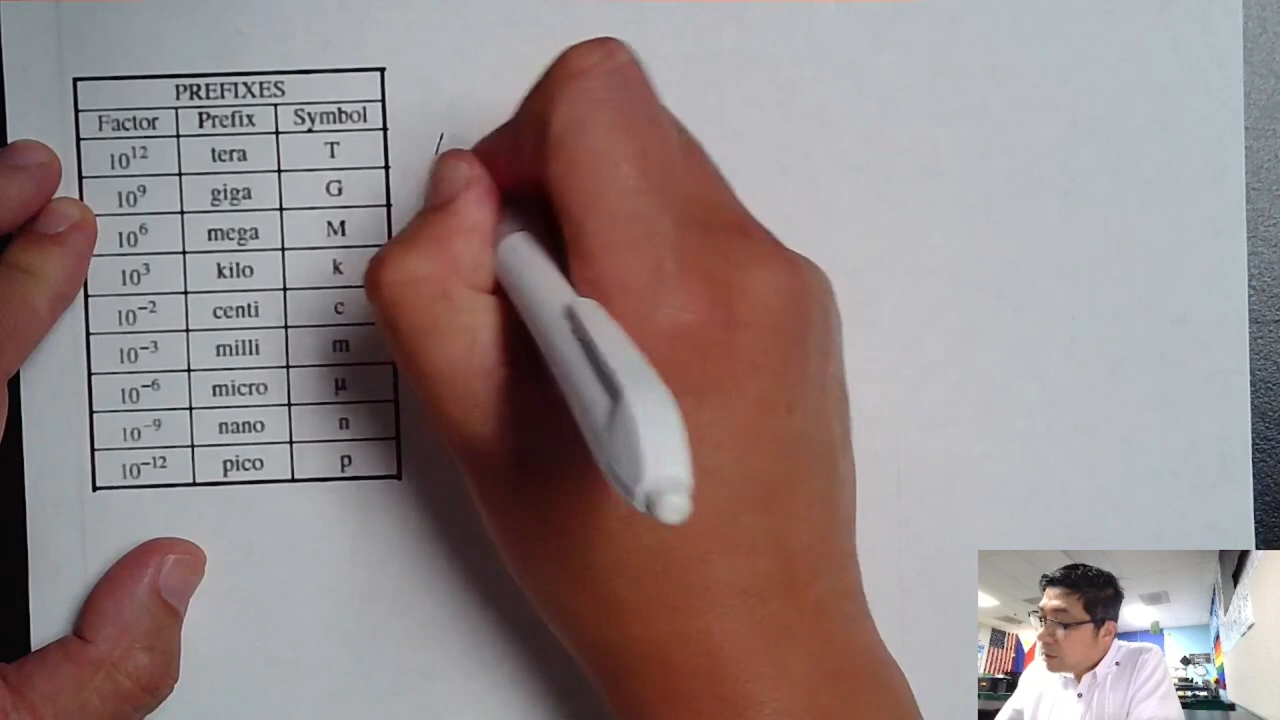 PREFIXES
Factor Prefix Symbol
10¹² tera T
10⁹ giga G
10⁶ mega M
10³ kilo k
10⁻² centi c
10⁻³ milli m
10⁻⁶ micro μ
10⁻⁹ nano n
10⁻¹² pico p